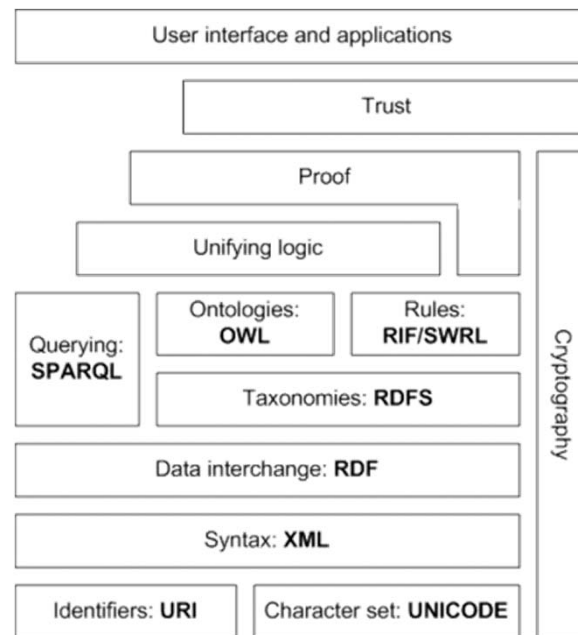 User interface and applications
Trust
Proof
Unifying logic
Querying:
SPARQL
Ontologies:
OWL
Rules:
RIF/SWRL
Taxonomies: RDFS
Cryptography
Data interchange: RDF
Syntax: XML
Identifiers: URI
Character set: UNICODE